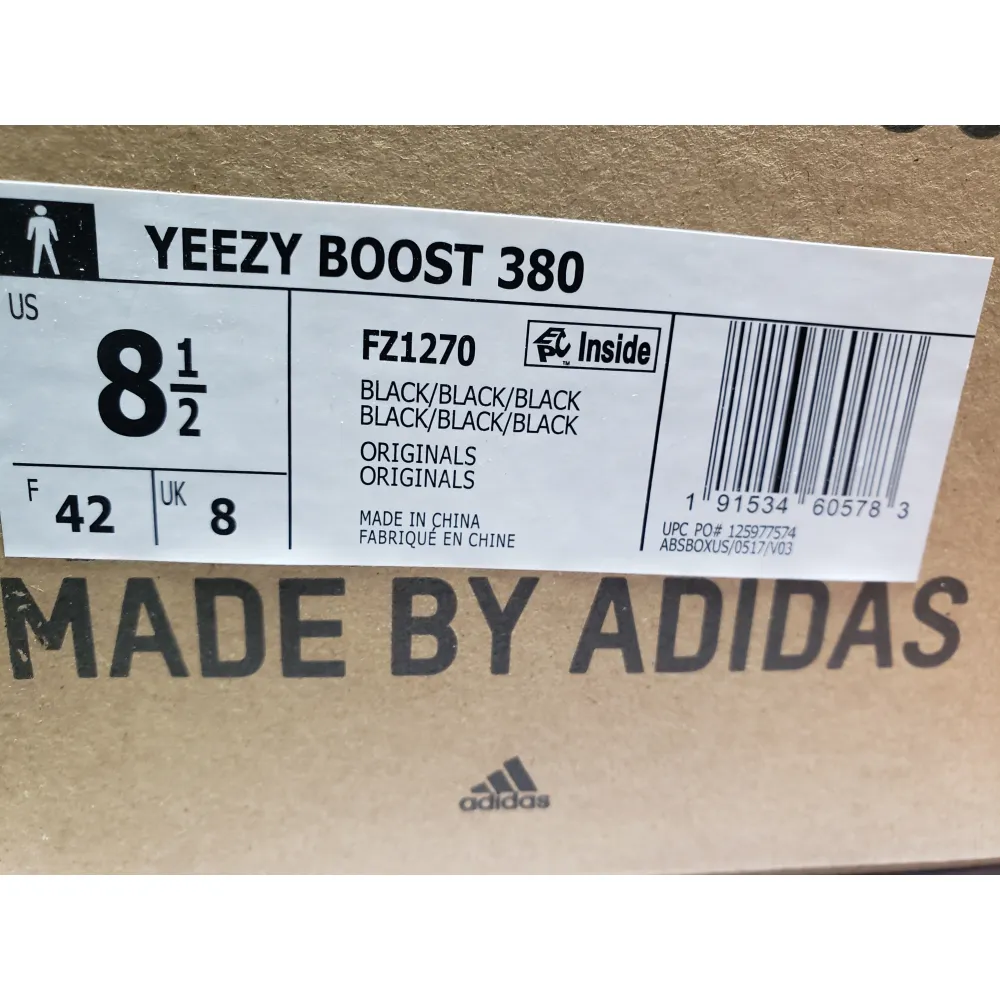 YEEZY BOOST 380
US
8 1/2
F 42
UK 8
FZ1270
EPC Inside
™
BLACK/BLACK/BLACK
BLACK/BLACK/BLACK
ORIGINALS
ORIGINALS
MADE IN CHINA
FABRIQUÉ EN CHINE
1 91534 60578 3
UPC PO# 125977574
ABSBOXUS/0517/V03
MADE BY ADIDAS
adidas